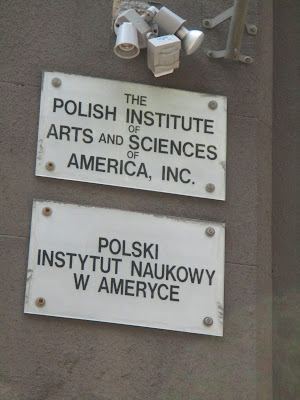 THE
POLISH INSTITUTE
OF
ARTS AND SCIENCES
OF
AMERICA, INC.
POLSKI
INSTYTUT NAUKOWY
W AMERYCE